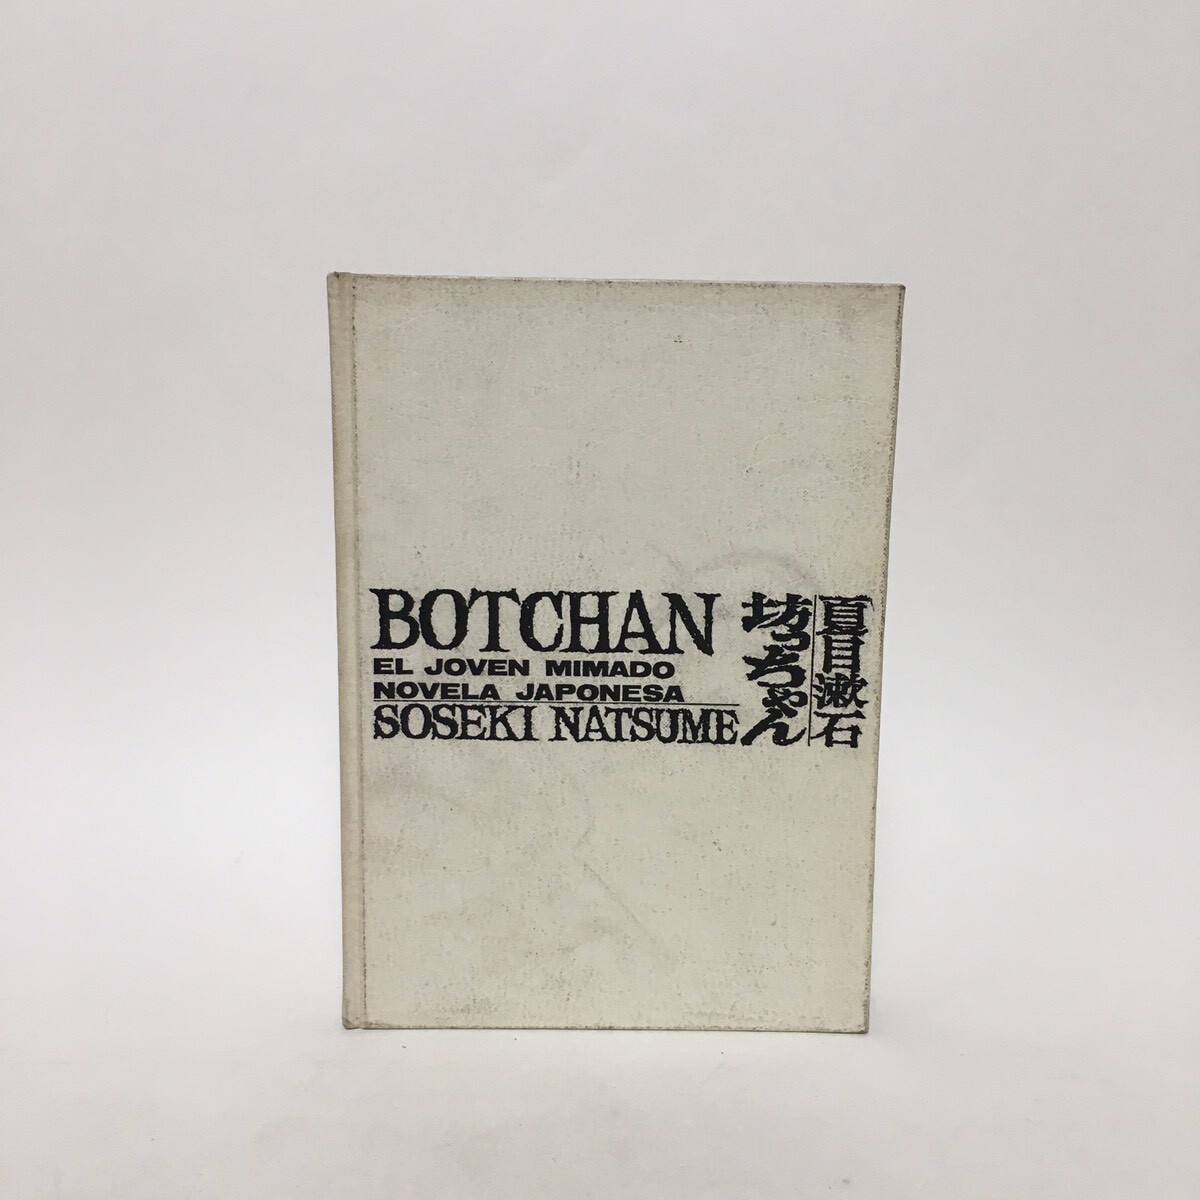 BOTCHAN
EL JOVEN MIMADO
NOVELA JAPONESA
SOSEKI NATSUME
坊っちゃん
夏目漱石